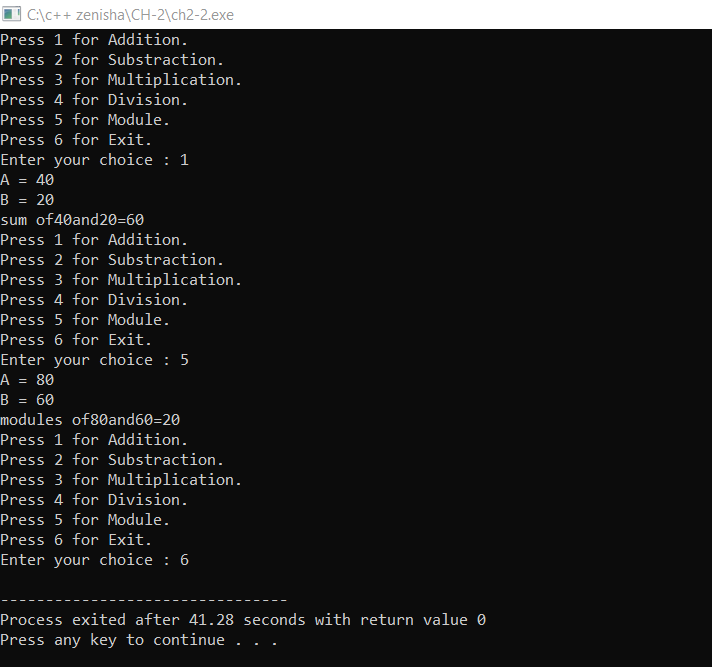 C:\c++ zenisha\CH-2\ch2-2.exe
Press 1 for Addition.
Press 2 for Substraction.
Press 3 for Multiplication.
Press 4 for Division.
Press 5 for Module.
Press 6 for Exit.
Enter your choice : 1
A = 40
B = 20
sum of40and20=60
Press 1 for Addition.
Press 2 for Substraction.
Press 3 for Multiplication.
Press 4 for Division.
Press 5 for Module.
Press 6 for Exit.
Enter your choice : 5
A = 80
B = 60
modules of80and60=20
Press 1 for Addition.
Press 2 for Substraction.
Press 3 for Multiplication.
Press 4 for Division.
Press 5 for Module.
Press 6 for Exit.
Enter your choice : 6
--------------------------------
Process exited after 41.28 seconds with return value 0
Press any key to continue . . .